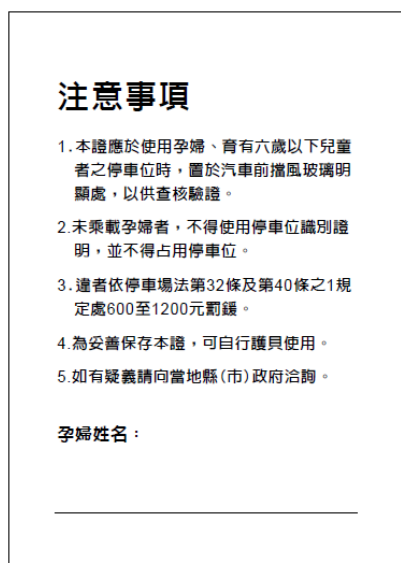 注意事項
1.本證應於使用孕婦、育有六歲以下兒童
者之停車位時，置於汽車前擋風玻璃明
顯處，以供查核驗證。
2.未乘載孕婦者，不得使用停車位識別證
明，並不得占用停車位。
3.違者依停車場法第32條及第40條之1規
定處600至1200元罰鍰。
4.為妥善保存本證，可自行護貝使用。
5.如有疑義請向當地縣(市)政府洽詢。
孕婦姓名：